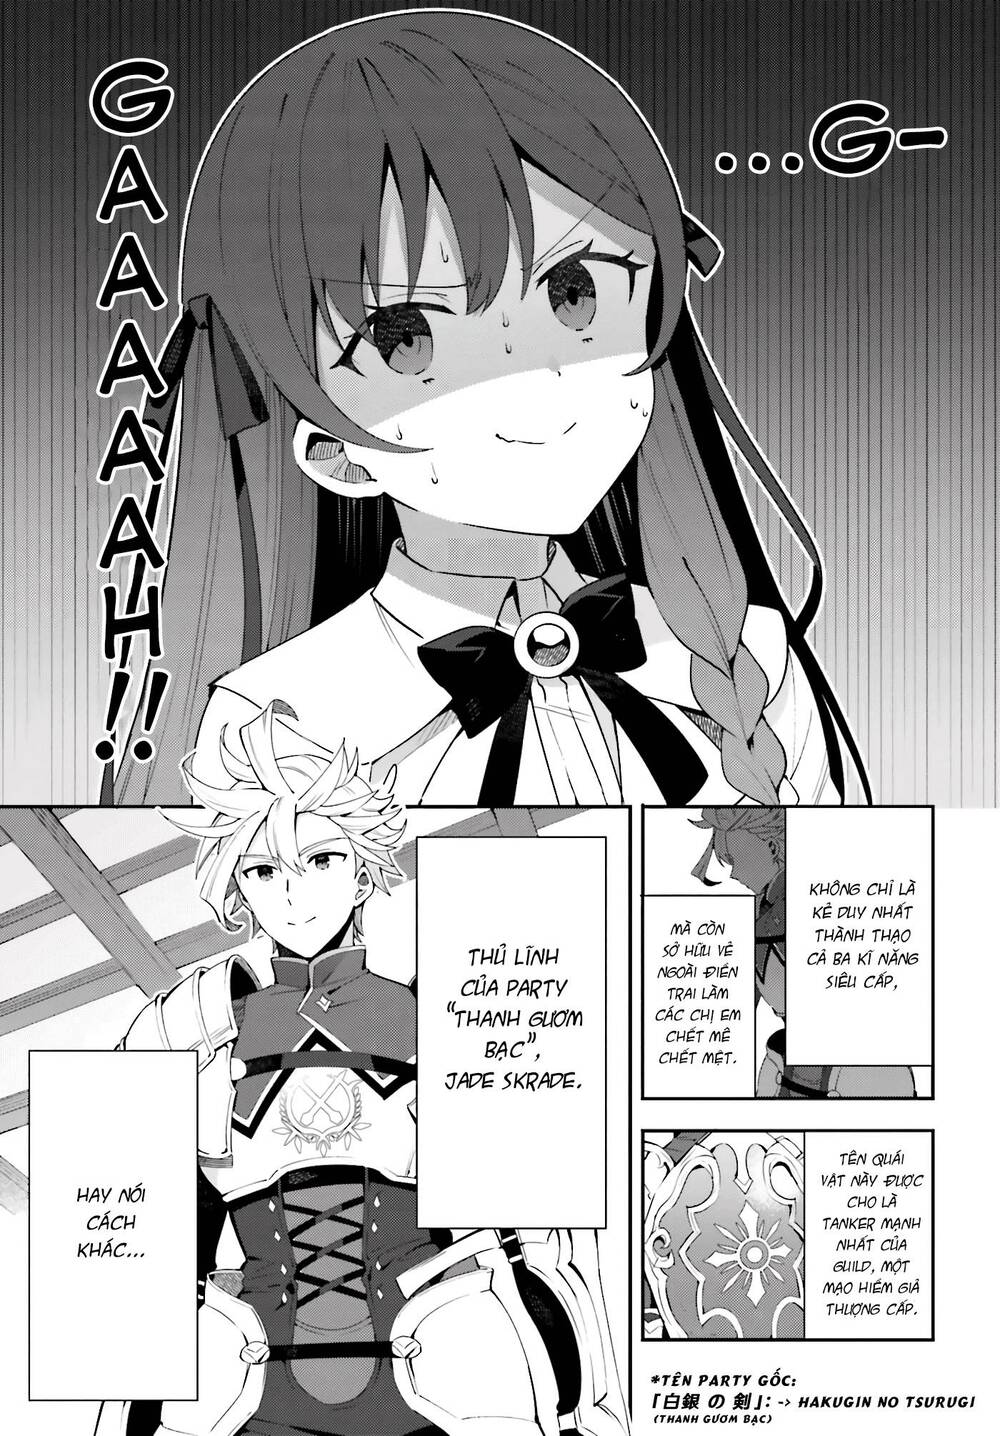 ...G-
GAAAAAH!!
KHÔNG CHỈ LÀ
KẺ DUY NHẤT
THÀNH THẠO
CẢ BA KĨ NĂNG
SIÊU CẤP,
MÀ CÒN
SỞ HỮU VẺ
NGOÀI ĐIỂN
TRAI LÀM
CÁC CHỊ EM
CHẾT MÊ
CHẾT MỆT.
TÊN QUÁI
VẬT NÀY ĐƯỢC
CHO LÀ
TANKER MẠNH
NHẤT CỦA
GUILD, MỘT
MẠO HIỂM GIẢ
THƯỢNG CẤP.
THỦ LĨNH
CỦA PARTY
“THANH GƯƠM
BẠC”,
JADE SKRADE.
HAY NÓI
CÁCH
KHÁC...
*TÊN PARTY GỐC:
「白銀 の 剣」: -> HAKUGIN NO TSURUGI
(THANH GƯƠM BẠC)